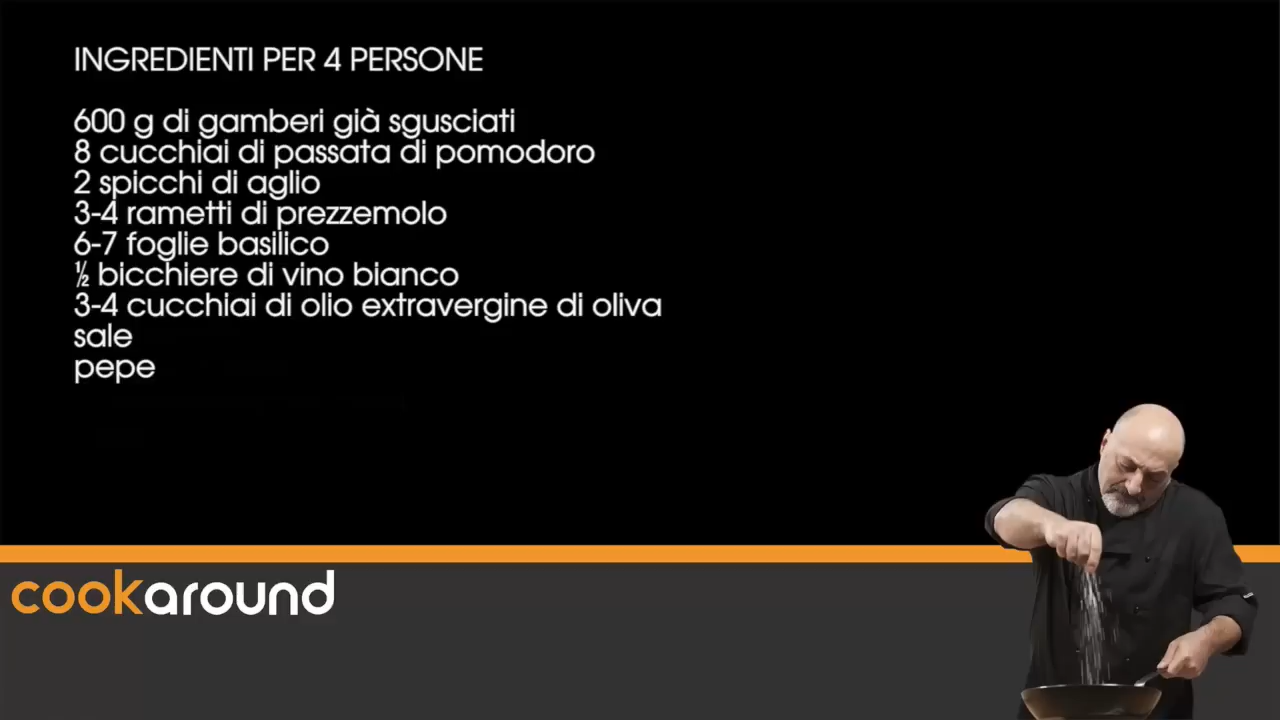 INGREDIENTI PER 4 PERSONE
600 g di gamberi già sgusciati
8 cucchiai di passata di pomodoro
2 spicchi di aglio
3-4 rametti di prezzemolo
6-7 foglie basilico
½ bicchiere di vino bianco
3-4 cucchiai di olio extravergine di oliva
sale
pepe
cookaround